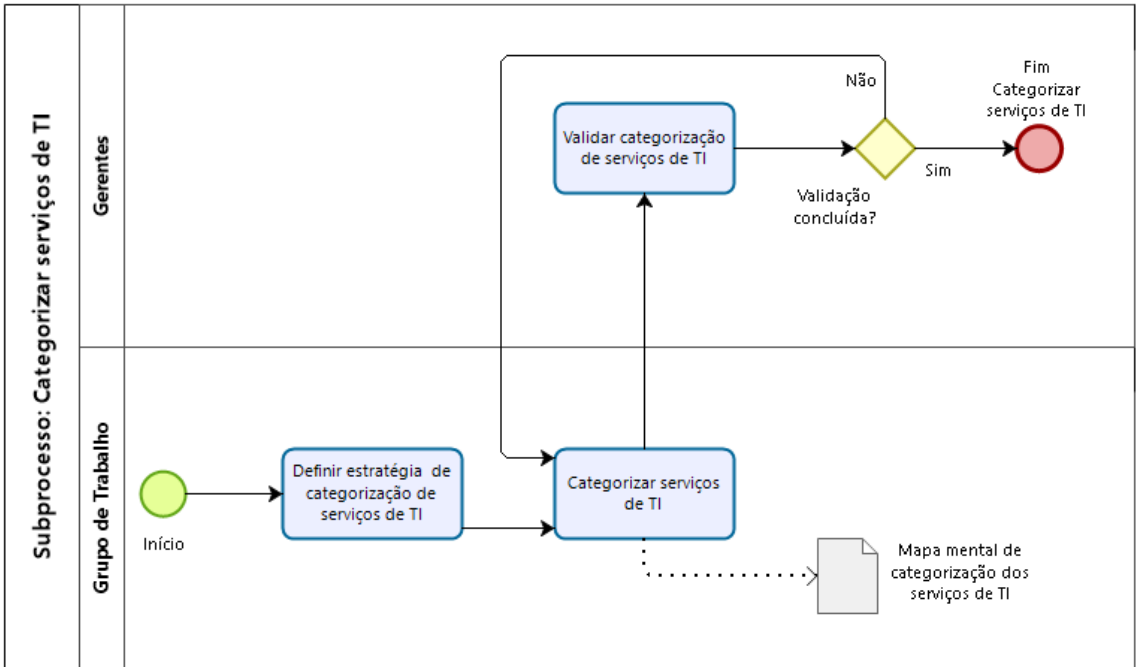 Subprocesso: Categorizar serviços de TI
Gerentes
Validar categorização
de serviços de TI
Não
Validação
concluída?
Sim
Fim
Categorizar
serviços de TI
Grupo de Trabalho
Início
Definir estratégia de
categorização de
serviços de TI
Categorizar serviços
de TI
Mapa mental de
categorização dos
serviços de TI